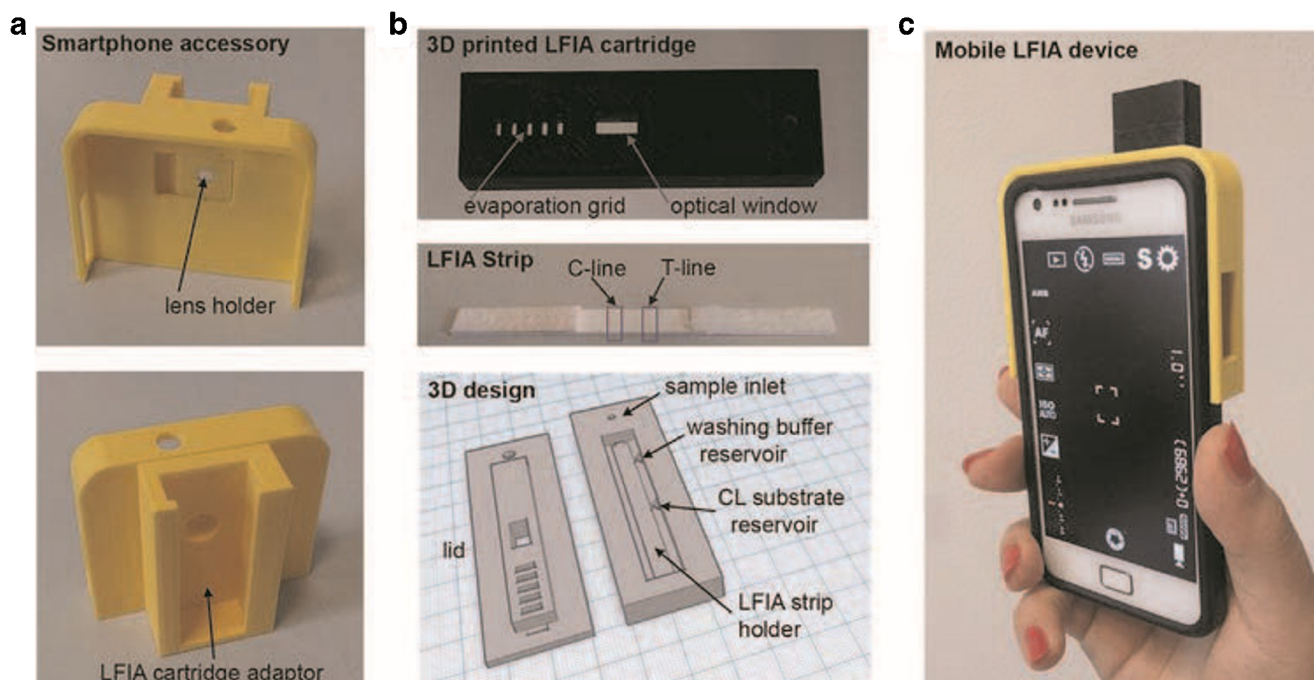 a
Smartphone accessory
lens holder
LFIA cartridge adaptor
b
3D printed LFIA cartridge
evaporation grid
optical window
LFIA Strip
C-line
T-line
3D design
sample inlet
washing buffer
reservoir
CL substrate
reservoir
lid
LFIA strip
holder
c
Mobile LFIA device
SAMSUNG
S
AWB
AF
ISO
AUTO